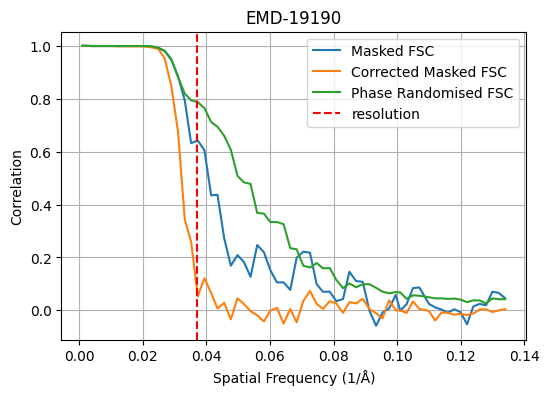 EMD-19190
Masked FSC
Corrected Masked FSC
Phase Randomised FSC
resolution
Correlation
1.0
0.8
0.6
0.4
0.2
0.0
0.00 0.02 0.04 0.06 0.08 0.10 0.12 0.14
Spatial Frequency (1/Å)